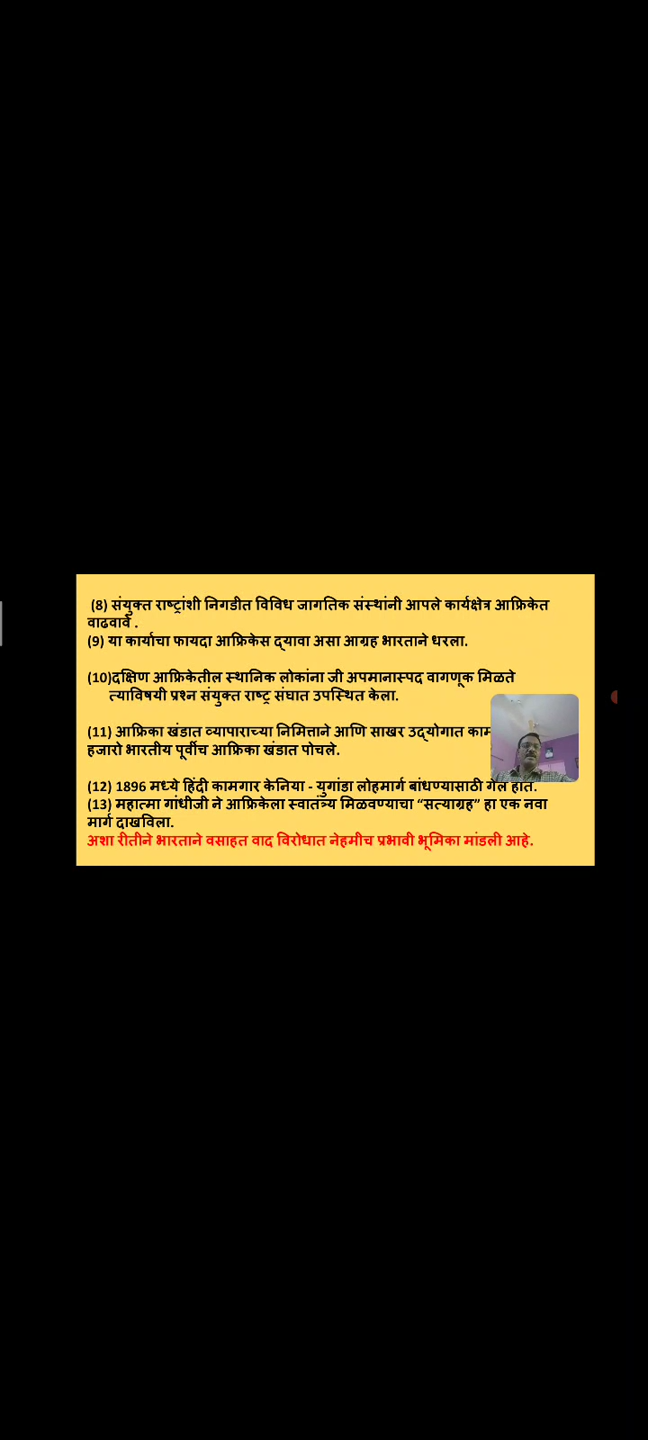 (8) संयुक्त राष्ट्रांशी निगडीत विविध जागतिक संस्थांनी आपले कार्यक्षेत्र आफ्रिकेत
वाढवावे .
(9) या कार्याचा फायदा आफ्रिकेस द्यावा असा आग्रह भारताने धरला.
(10)दक्षिण आफ्रिकेतील स्थानिक लोकांना जी अपमानास्पद वागणूक मिळते
त्याविषयी प्रश्न संयुक्त राष्ट्र संघात उपस्थित केला.
(11) आफ्रिका खंडात व्यापाराच्या निमित्ताने आणि साखर उद्योगात
हजारो भारतीय पूर्वीच आफ्रिका खंडात पोचले.
(12) 1896 मध्ये हिंदी कामगार केनिया - युगांडा लोहमार्ग बांधण्यासाठी गेले होते.
(13) महात्मा गांधीजी ने आफ्रिकेला स्वातंत्र्य मिळवण्याचा “सत्याग्रह” हा एक नवा
मार्ग दाखविला.
अशा रीतीने भारताने वसाहत वाद विरोधात नेहमीच प्रभावी भूमिका मांडली आहे.